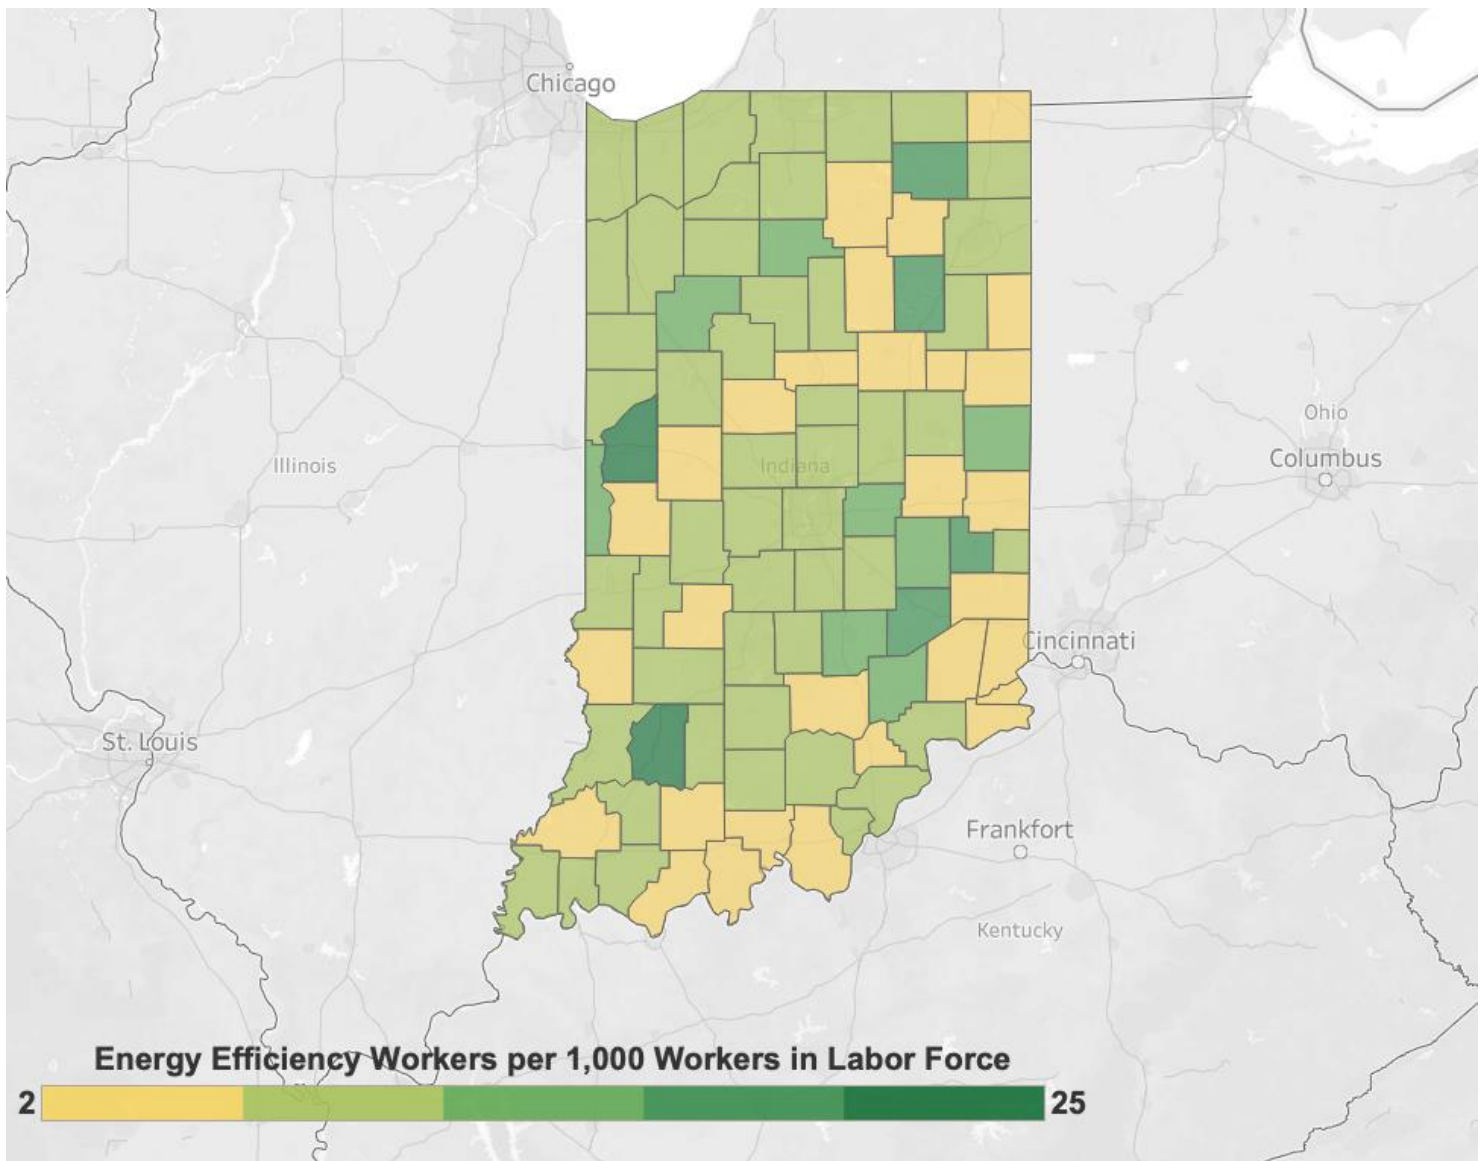 Chicago
Ohio
Columbus
Illinois
Indiana
Cincinnati
St. Louis
Frankfort
Kentucky
Energy Efficiency Workers per 1,000 Workers in Labor Force
2
25